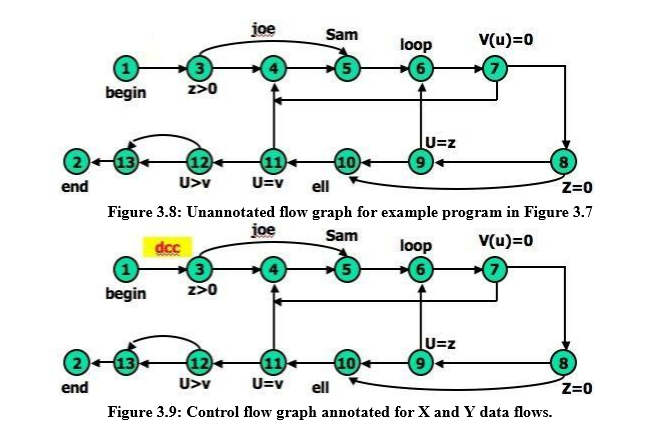 joe
Sam
loop
V(u)=0
1 3 4 5 6 7
begin
z>0
U=z
2 13 12 11 10 9 8
end
U>v
U=v
ell
Z=0
Figure 3.8: Unannotated flow graph for example program in Figure 3.7
joe
Sam
dcc
loop
V(u)=0
1 3 4 5 6 7
begin
z>0
U=z
2 13 12 11 10 9 8
end
U>v
U=v
ell
Z=0
Figure 3.9: Control flow graph annotated for X and Y data flows.